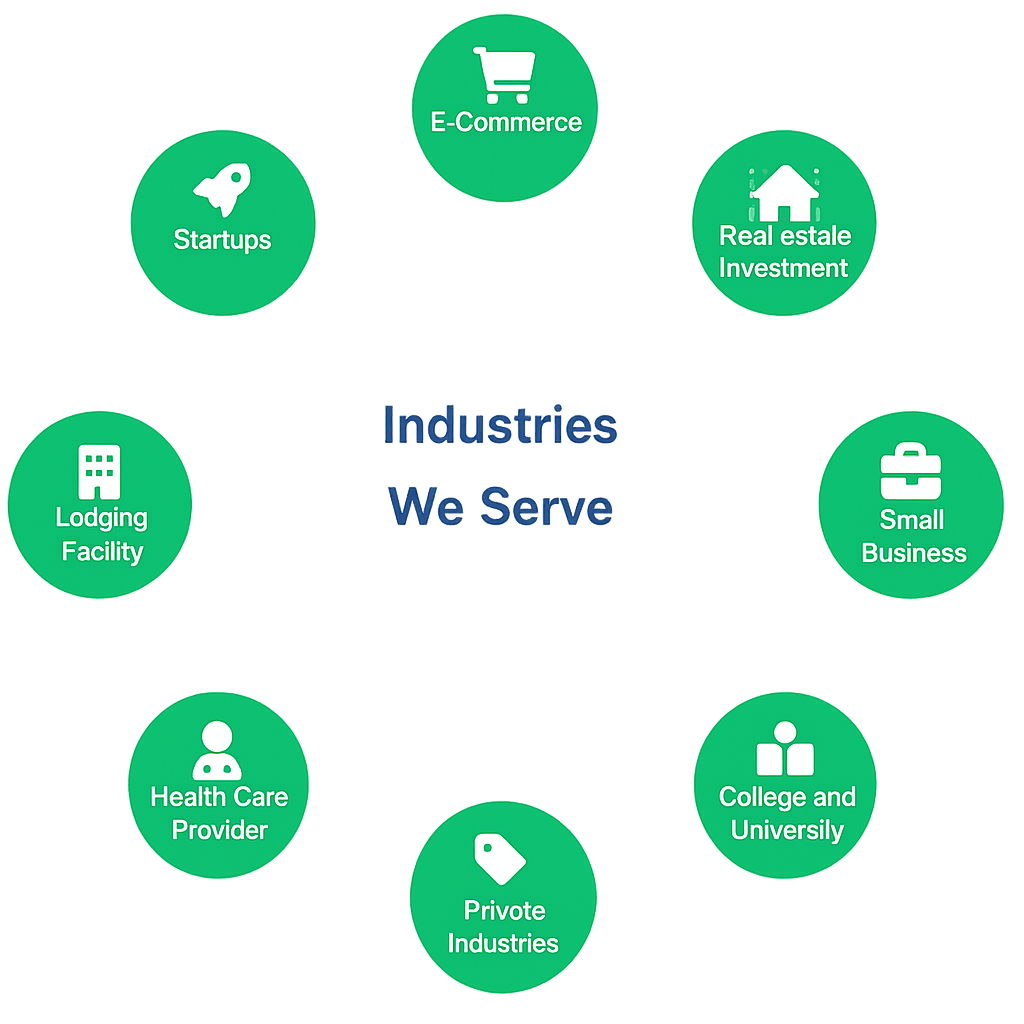 E-Commerce
Startups
Real estale
Investment
Industries
We Serve
Lodging
Facility
Small
Business
Health Care
Provider
College and
Universily
Privote
Industries